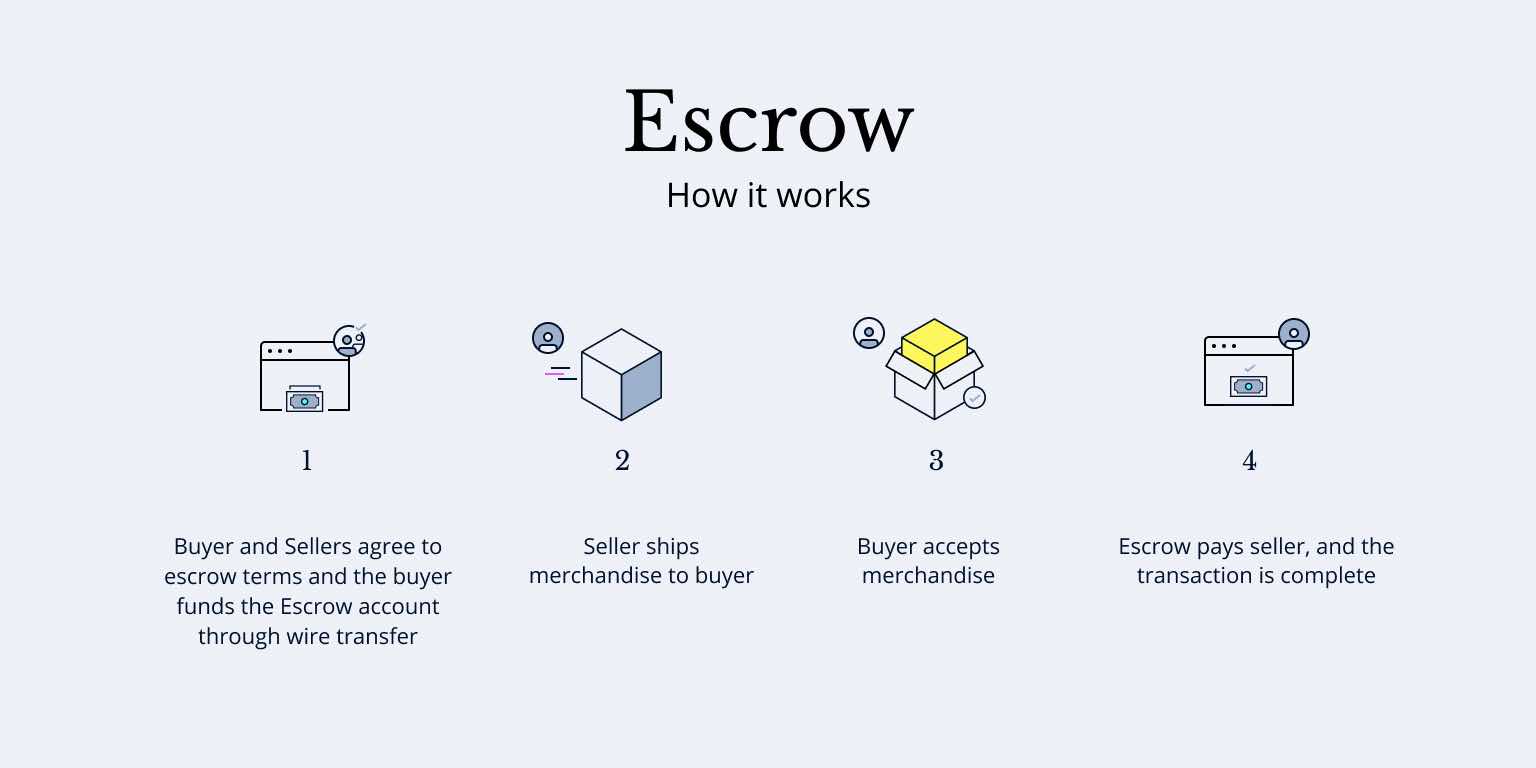 Escrow
How it works
1
2
3
4
Buyer and Sellers agree to
escrow terms and the buyer
funds the Escrow account
through wire transfer
Seller ships
merchandise to buyer
Buyer accepts
merchandise
Escrow pays seller, and the
transaction is complete